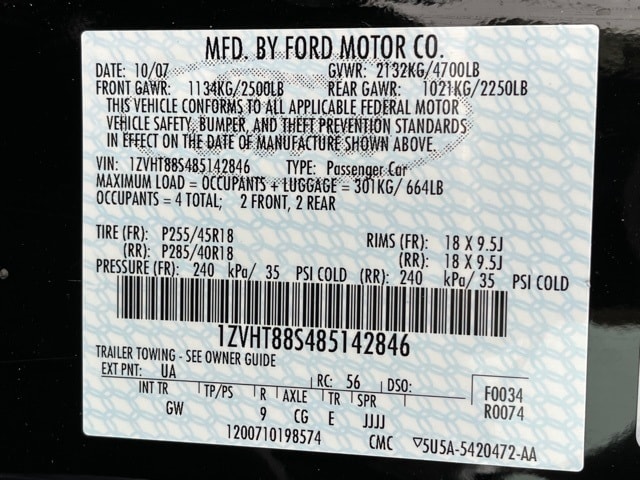 MFD. BY FORD MOTOR CO.
DATE: 10/07 GVWR: 2132KG/4700LB
FRONT GAWR: 1134KG/2500LB REAR GAWR: 1021KG/2250LB
THIS VEHICLE CONFORMS TO ALL APPLICABLE FEDERAL MOTOR
VEHICLE SAFETY, BUMPER, AND THEFT PREVENTION STANDARDS
IN EFFECT ON THE DATE OF MANUFACTURE SHOWN ABOVE.
VIN: 1ZVHT88S485142846 TYPE: Passenger Car
MAXIMUM LOAD = OCCUPANTS + LUGGAGE = 301KG/ 664LB
OCCUPANTS = 4 TOTAL; 2 FRONT, 2 REAR
TIRE (FR): P255/45R18 RIMS (FR): 18 X 9.5J
(RR): P285/40R18 (RR): 18 X 9.5J
PRESSURE (FR): 240 kPa/ 35 PSI COLD (RR): 240 kPa/ 35 PSI COLD
1ZVHT88S485142846
TRAILER TOWING - SEE OWNER GUIDE
EXT PNT: UA RC: 56 DSO: F0034
INT TR TP/PS R AXLE TR SPR R0074
GW 9 CG E JJJJ
1200710198574 CMC ▽5U5A-5420472-AA